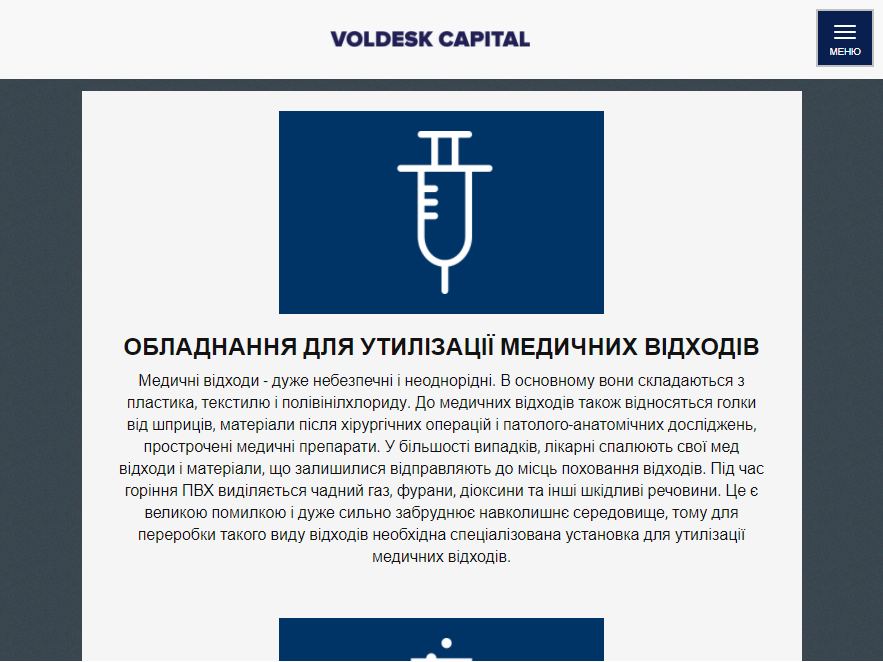 VOLDESK CAPITAL
МЕНЮ
ОБЛАДНАННЯ ДЛЯ УТИЛІЗАЦІЇ МЕДИЧНИХ ВІДХОДІВ
Медичні відходи - дуже небезпечні і неоднорідні. В основному вони складаються з
пластика, текстилю і полівінілхлориду. До медичних відходів також відносяться голки
від шприців, матеріали після хірургічних операцій і патолого-анатомічних досліджень,
прострочені медичні препарати. У більшості випадків, лікарні спалюють свої мед
відходи і матеріали, що залишилися відправляють до місць поховання відходів. Під час
горіння ПВХ виділяється чадний газ, фурани, діоксини та інші шкідливі речовини. Це є
великою помилкою і дуже сильно забруднює навколишнє середовище, тому для
переробки такого виду відходів необхідна спеціалізована установка для утилізації
медичних відходів.